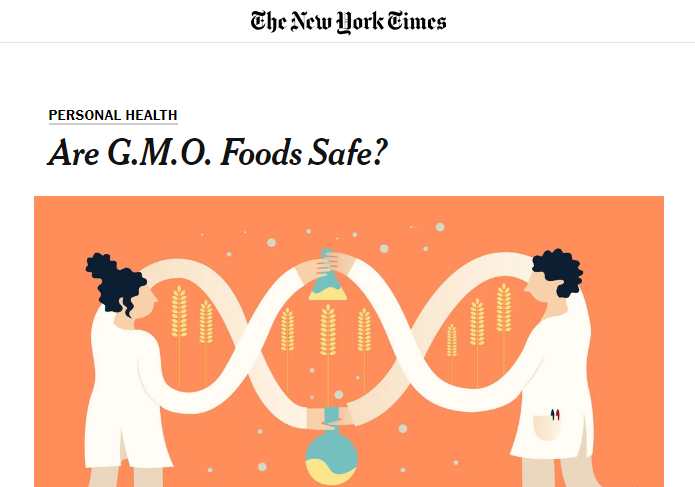 The New York Times
PERSONAL HEALTH
Are G.M.O. Foods Safe?